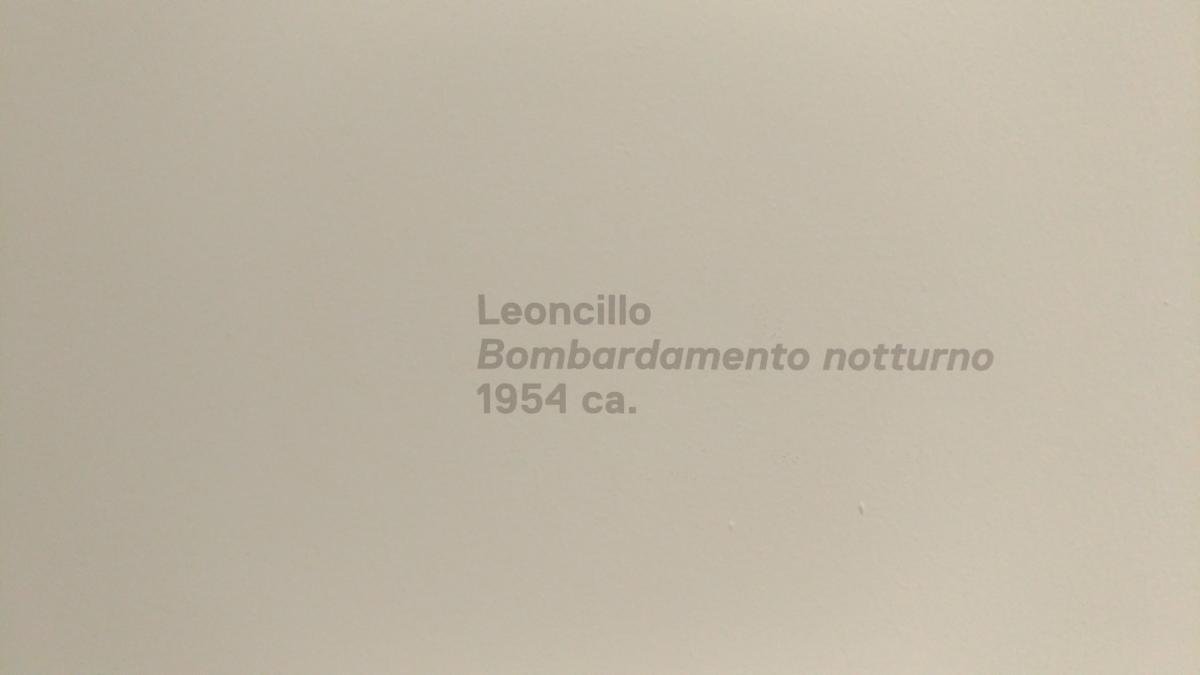 Leoncillo
Bombardamento notturno
1954 ca.